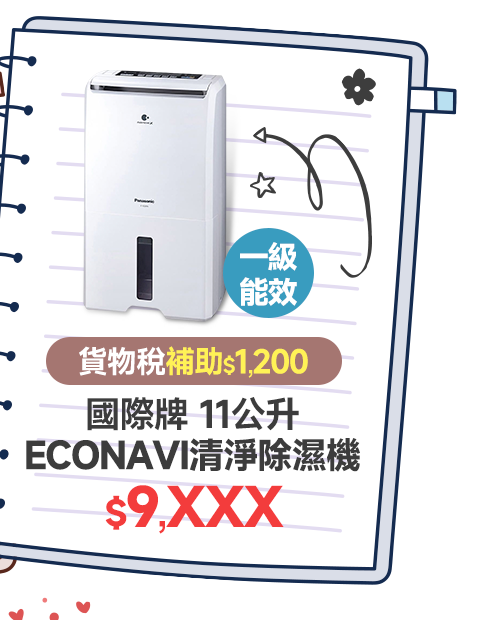 Panasonic
一級
能效
貨物稅補助$1,200
國際牌 11公升
ECONAVI清淨除濕機
$9,XXX